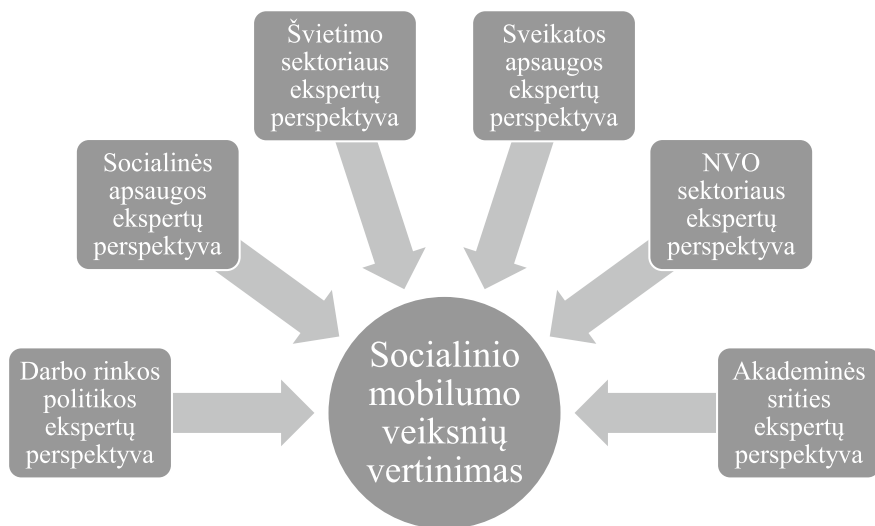 Švietimo
sektoriaus
ekspertų
perspektyva
Sveikatos
apsaugos
ekspertų
perspektyva
Socialinės
apsaugos
ekspertų
perspektyva
NVO
sektoriaus
ekspertų
perspektyva
Darbo rinkos
politikos
ekspertų
perspektyva
Socialinio
mobilumo
veiksnių
vertinimas
Akademinės
srities
ekspertų
perspektyva